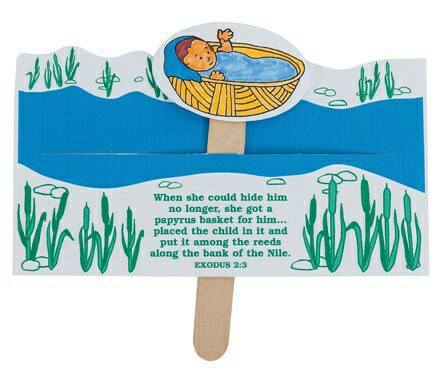 When she could hide him
no longer, she got a
papyrus basket for him...
placed the child in it and
put it among the reeds
along the bank of the Nile.
EXODUS 2:3